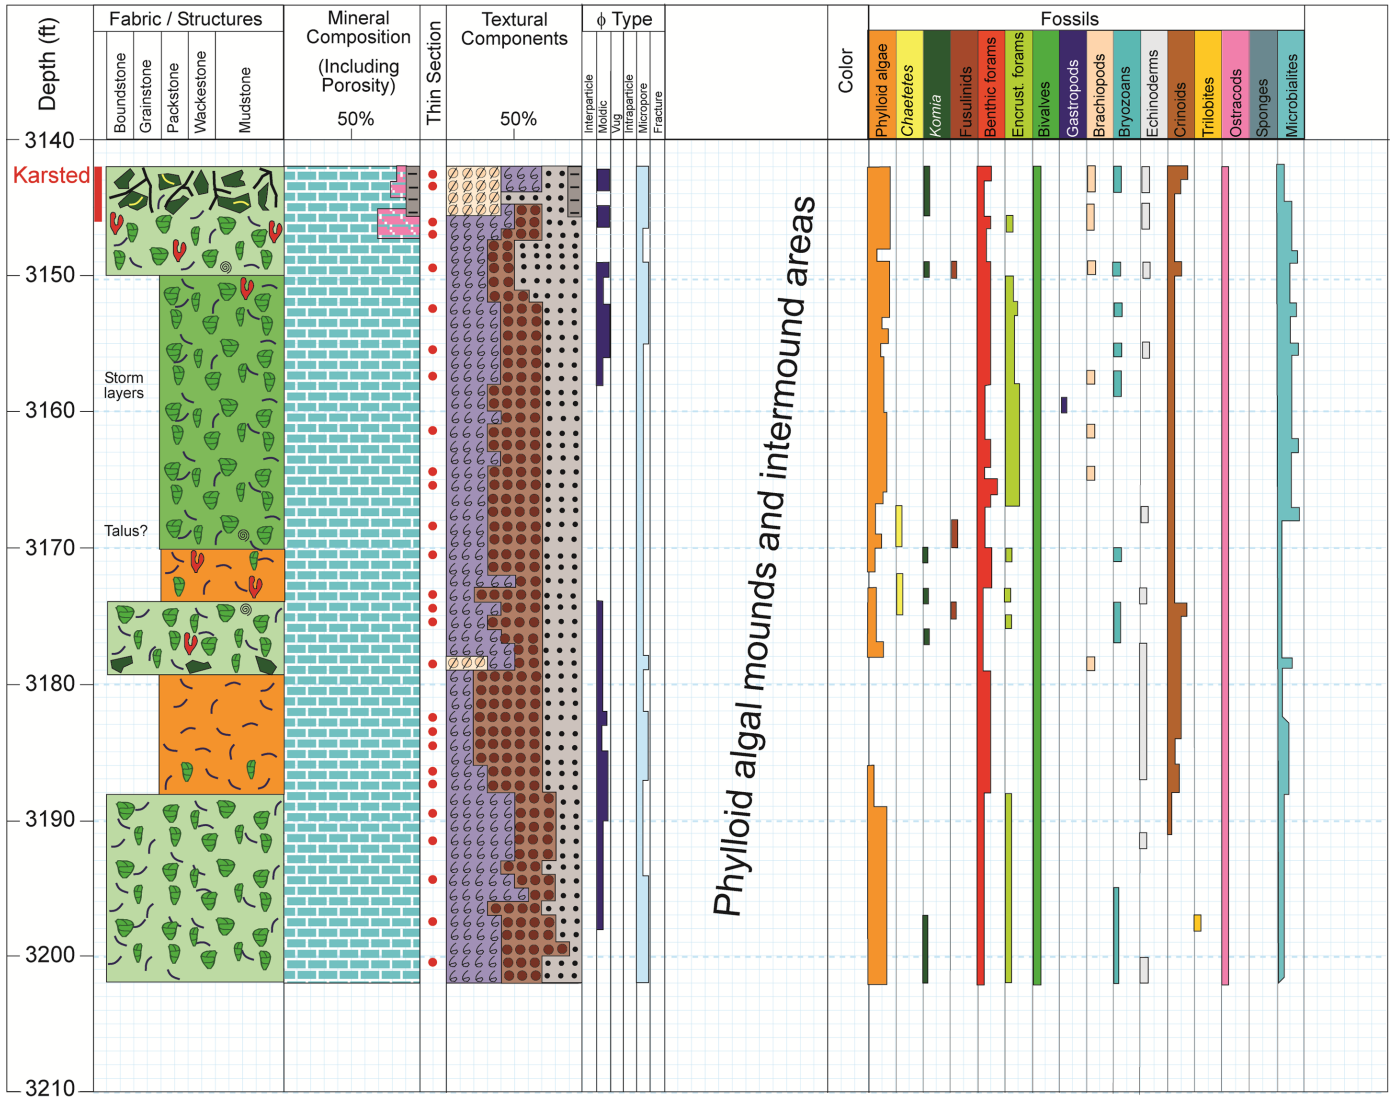 Fabric / Structures
Mineral
Composition
(Including
Porosity)
50%
Textural
Components
50%
ϕ Type
Fossils
Depth (ft)
Boundstone
Grainstone
Packstone
Wackestone
Mudstone
Thin Section
Interparticle
Moldic
Vug
Intraparticle
Micropore
Fracture
Color
Phylloid algae
Chaetetes
Komia
Fusulinids
Benthic forams
Encrust. forams
Bivalves
Gastropods
Brachiopods
Bryozoans
Echinoderms
Crinoids
Trilobites
Ostracods
Sponges
Microbialites
3140
Karsted
3150
Storm
layers
3160
Talus?
3170
3180
3190
3200
3210
Phylloid algal mounds and intermound areas